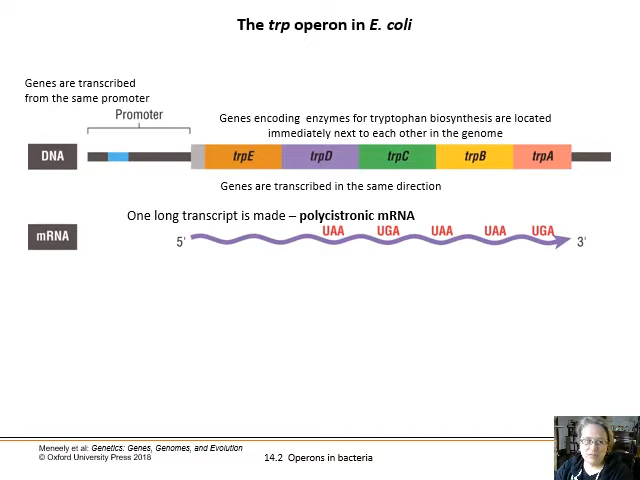 The trp operon in E. coli
Genes are transcribed
from the same promoter
Promoter
Genes encoding enzymes for tryptophan biosynthesis are located
immediately next to each other in the genome
DNA
trpE trpD trpC trpB trpA
Genes are transcribed in the same direction
One long transcript is made – polycistronic mRNA
mRNA
5' UAA UGA UAA UAA UGA 3'
Meneely et al: Genetics: Genes, Genomes, and Evolution
© Oxford University Press 2018
14.2 Operons in bacteria